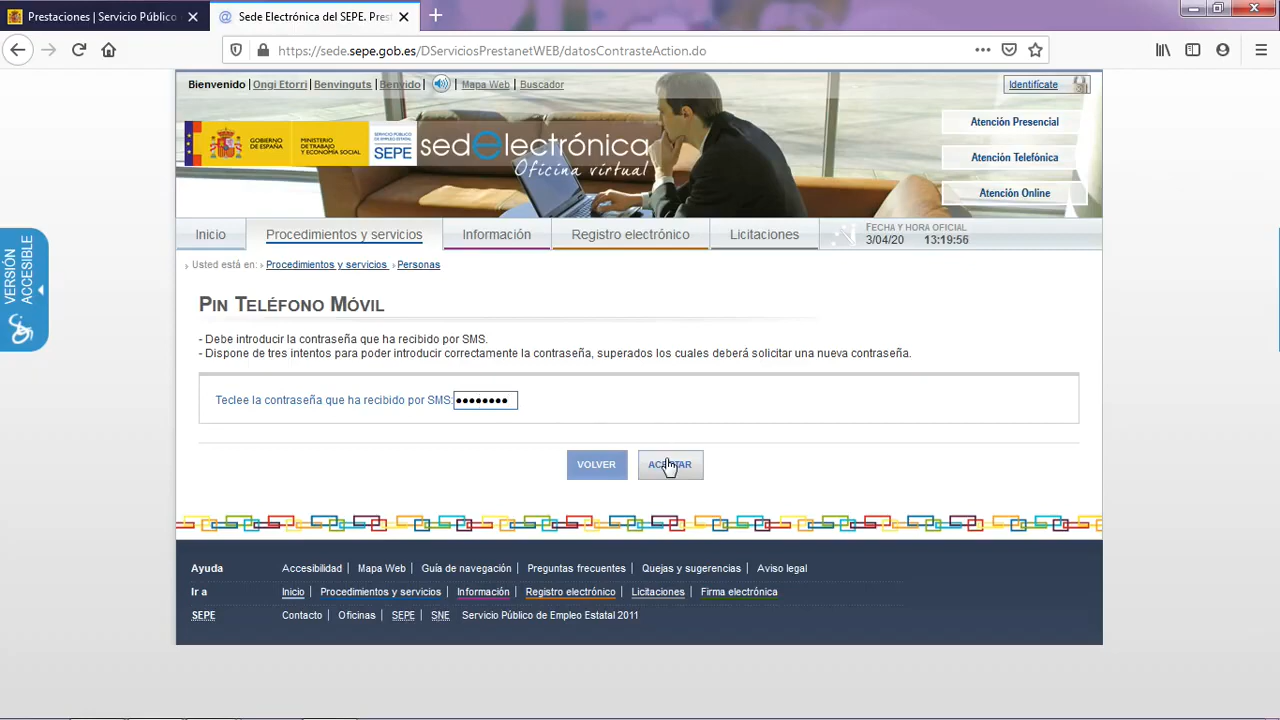 Prestaciones | Servicio Público
Sede Electrónica del SEPE. Prest
https://sede.sepe.gob.es/DServiciosPrestanetWEB/datosContrasteAction.do
Bienvenido | Ongi Etorri | Benvinguts | Benvido | Mapa Web | Buscador
Identifícate
Atención Presencial
GOBIERNO DE ESPAÑA
MINISTERIO DE TRABAJO Y ECONOMÍA SOCIAL
SERVICIO PÚBLICO DE EMPLEO ESTATAL
SEPE
sedelectrónica
Oficina virtual
Atención Telefónica
Atención Online
Inicio
Procedimientos y servicios
Información
Registro electrónico
Licitaciones
FECHA Y HORA OFICIAL
3/04/20 13:19:56
Usted está en: Procedimientos y servicios Personas
VERSIÓN ACCESIBLE
PIN TELÉFONO MÓVIL
- Debe introducir la contraseña que ha recibido por SMS.
- Dispone de tres intentos para poder introducir correctamente la contraseña, superados los cuales deberá solicitar una nueva contraseña.
Teclee la contraseña que ha recibido por SMS: ●●●●●●●●
VOLVER
ACEPTAR
Ayuda Accesibilidad | Mapa Web | Guía de navegación | Preguntas frecuentes | Quejas y sugerencias | Aviso legal
Ir a Inicio | Procedimientos y servicios | Información | Registro electrónico | Licitaciones | Firma electrónica
SEPE Contacto | Oficinas | SEPE | SNE Servicio Público de Empleo Estatal 2011